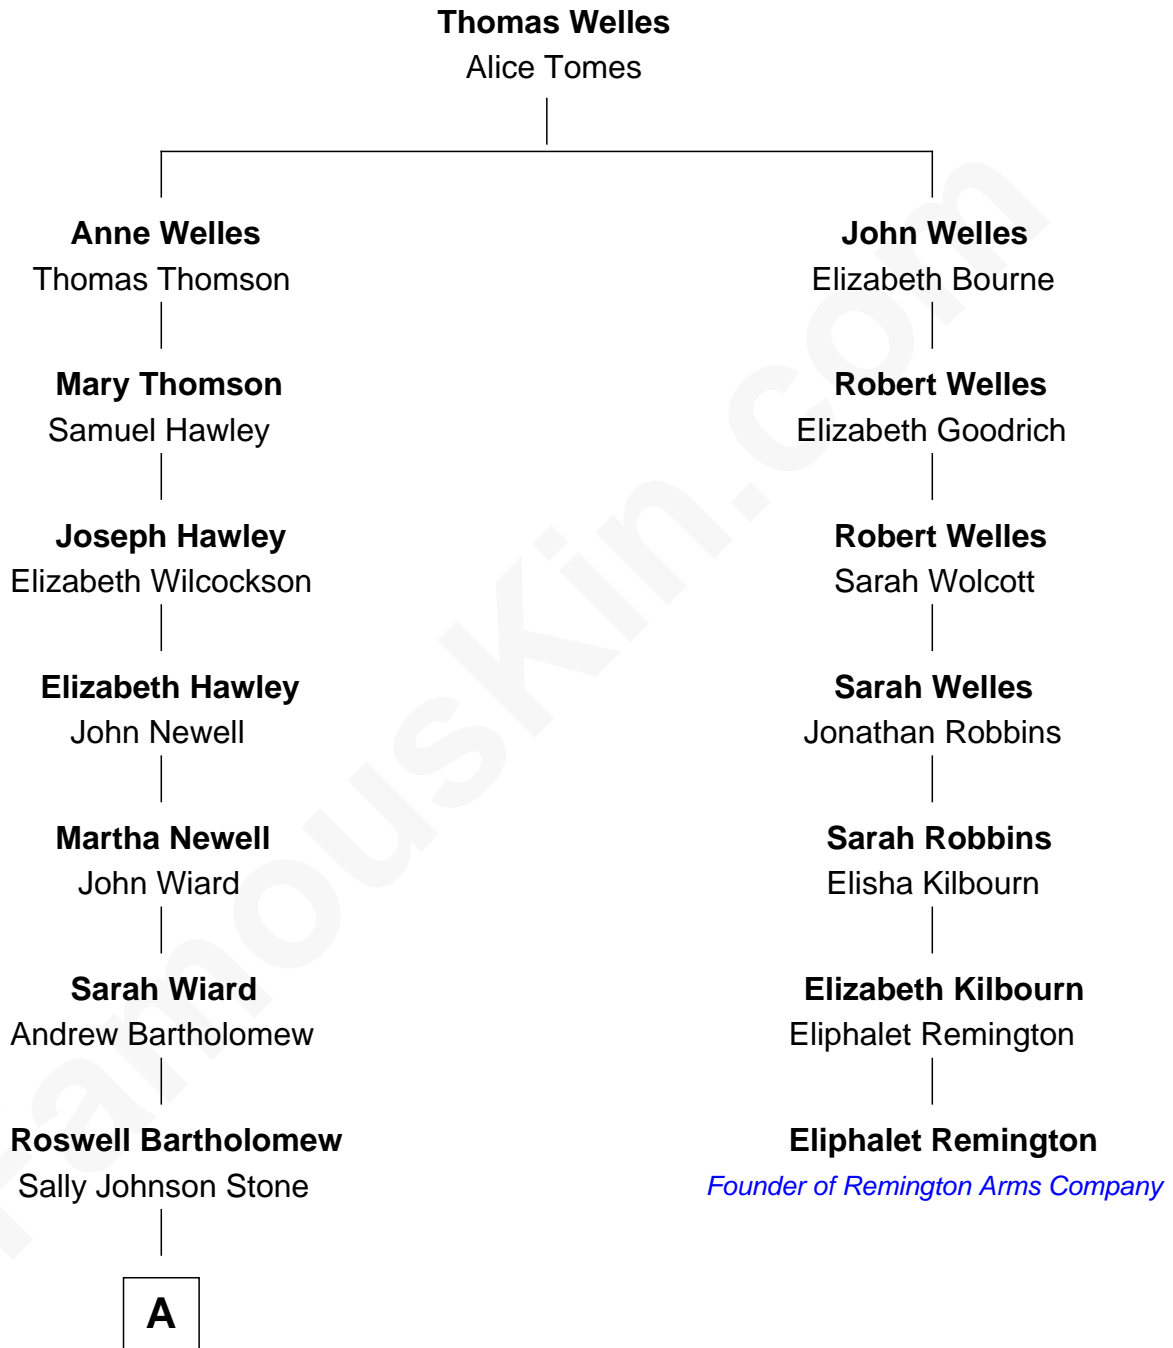 Thomas Welles
Alice Tomes
Anne Welles
Thomas Thomson
John Welles
Elizabeth Bourne
Mary Thomson
Samuel Hawley
Robert Welles
Elizabeth Goodrich
Joseph Hawley
Elizabeth Wilcockson
Robert Welles
Sarah Wolcott
Elizabeth Hawley
John Newell
Sarah Welles
Jonathan Robbins
Martha Newell
John Wiard
Sarah Robbins
Elisha Kilbourn
Sarah Wiard
Andrew Bartholomew
Elizabeth Kilbourn
Eliphalet Remington
Roswell Bartholomew
Sally Johnson Stone
Eliphalet Remington
Founder of Remington Arms Company
A
FamousKin.com